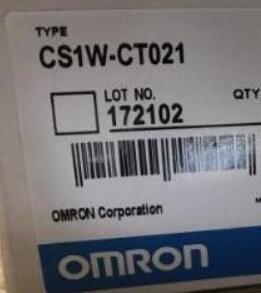 TYPE
CS1W-CT021
LOT NO. QTY
172102
OMRON Corporation
OMRON